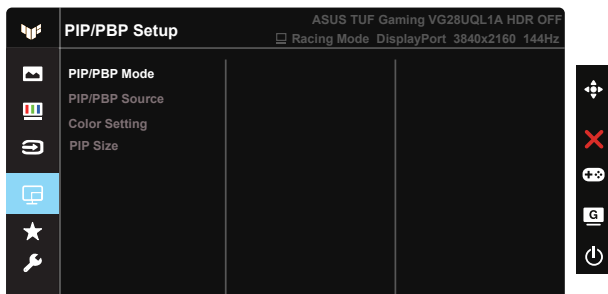 ASUS TUF Gaming VG28UQL1A HDR OFF
PIP/PBP Setup
Racing Mode DisplayPort 3840x2160 144Hz
PIP/PBP Mode
PIP/PBP Source
Color Setting
PIP Size
G